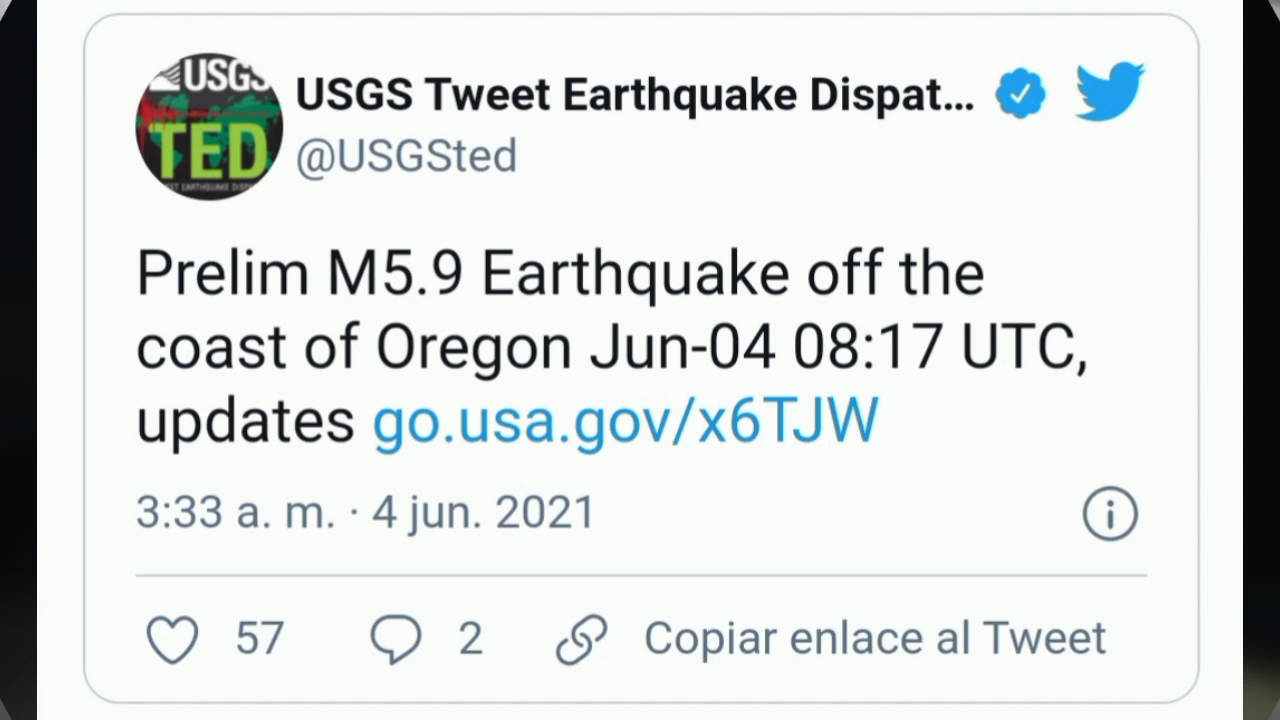 USGS
TED
USGS Tweet Earthquake Dispat...
@USGSted
Prelim M5.9 Earthquake off the
coast of Oregon Jun-04 08:17 UTC,
updates go.usa.gov/x6TJW
3:33 a. m. · 4 jun. 2021
57 2 Copiar enlace al Tweet